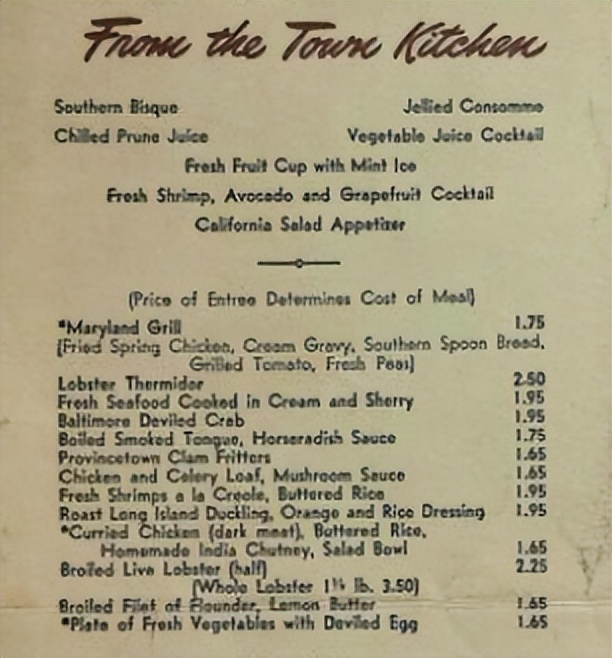 From the Town Kitchen
Southern Bisque Jellied Consomme
Chilled Prune Juice Vegetable Juice Cocktail
Fresh Fruit Cup with Mint Ice
Fresh Shrimp, Avocado and Grapefruit Cocktail
California Salad Appetizer
(Price of Entree Determines Cost of Meal)
*Maryland Grill 1.75
(Fried Spring Chicken, Cream Gravy, Southern Spoon Bread,
Grilled Tomato, Fresh Peas)
Lobster Thermidor 2.50
Fresh Seafood Cooked in Cream and Sherry 1.95
Baltimore Deviled Crab 1.95
Boiled Smoked Tongue, Horseradish Sauce 1.75
Provincetown Clam Fritters 1.65
Chicken and Celery Loaf, Mushroom Sauce 1.65
Fresh Shrimps a la Creole, Buttered Rice 1.95
Roast Long Island Duckling, Orange and Rice Dressing 1.95
*Curried Chicken (dark meat), Buttered Rice,
Homemade India Chutney, Salad Bowl 1.65
Broiled Live Lobster (half) 2.25
(Whole Lobster 1¼ lb. 3.50)
Broiled Filet of Flounder, Lemon Butter 1.65
*Plate of Fresh Vegetables with Deviled Egg 1.65